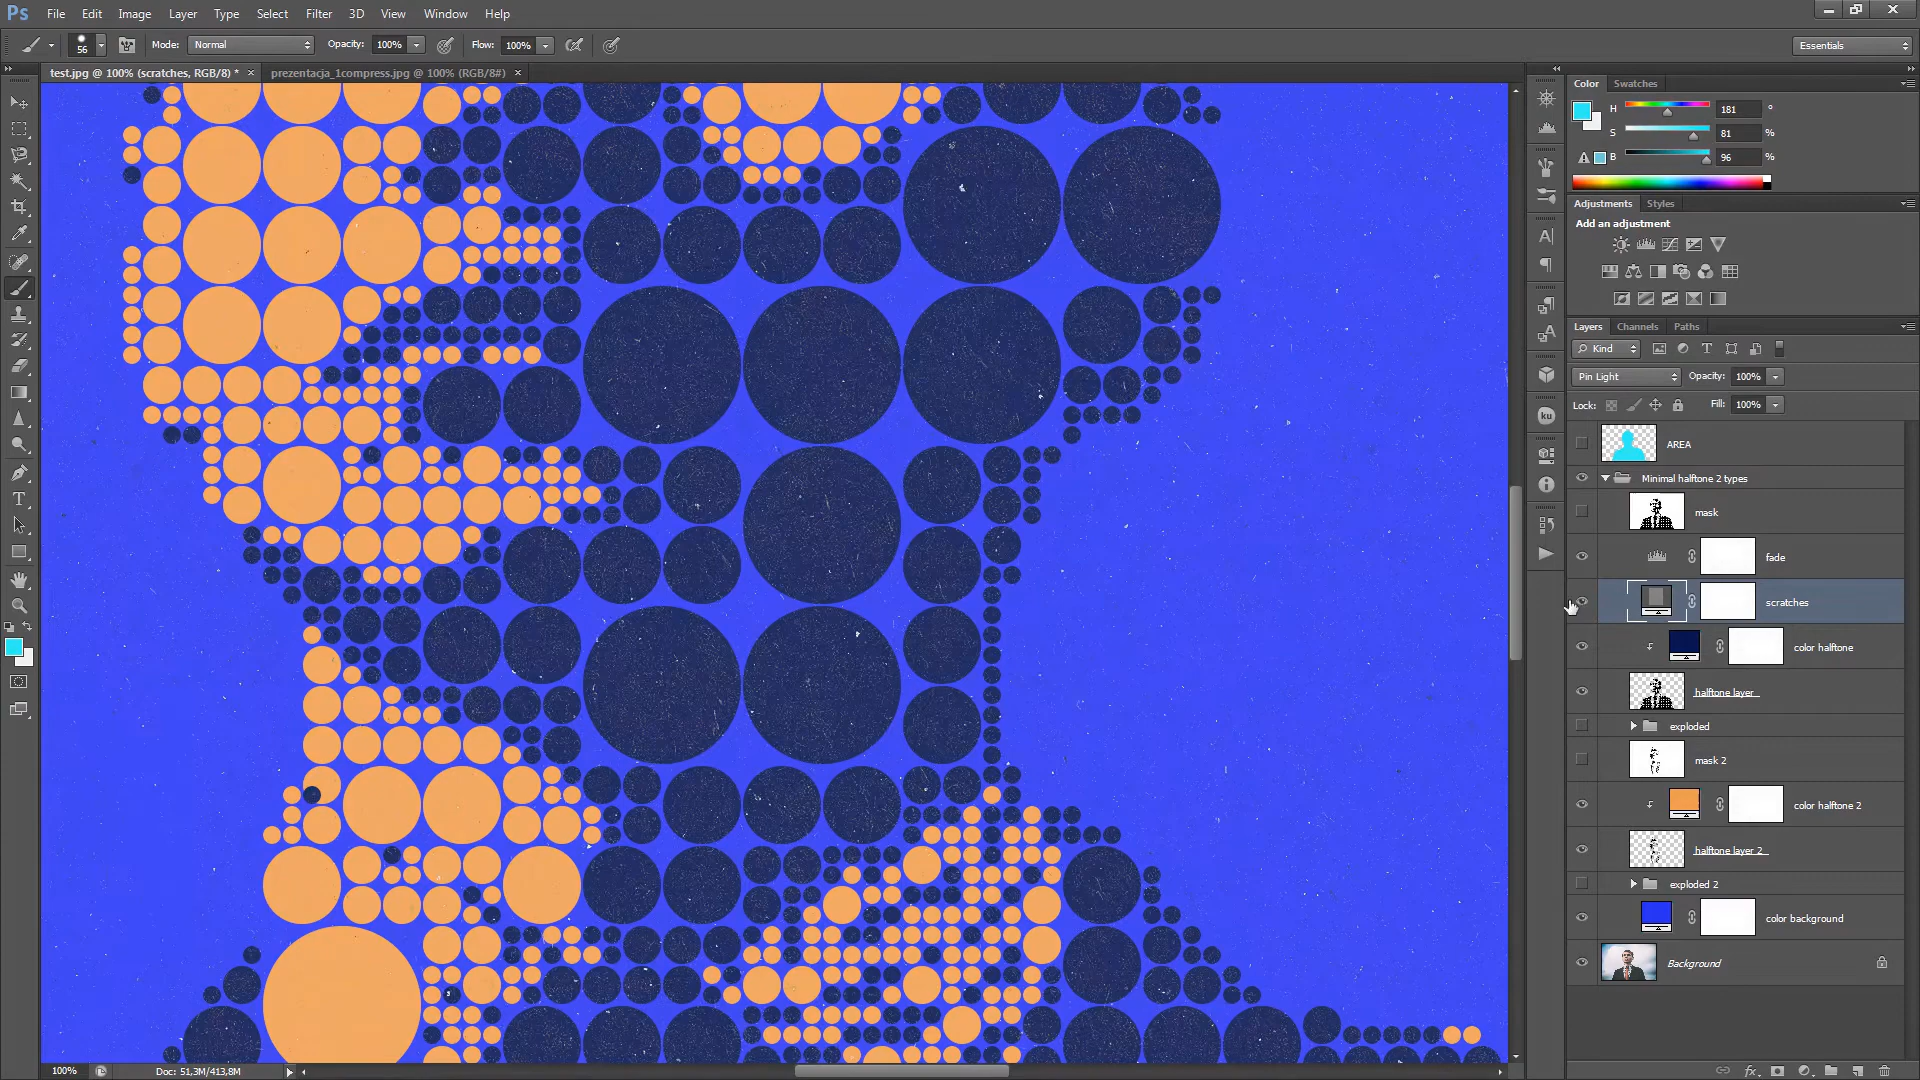 Ps File Edit Image Layer Type Select Filter 3D View Window Help
56 Mode: Normal Opacity: 100% Flow: 100% Essentials
test.jpg @ 100% (scratches, RGB/8) * × prezentacja_1compress.jpg @ 100% (RGB/8#) ×
Color Swatches
H 181 °
S 81 %
B 96 %
Adjustments Styles
Add an adjustment
Layers Channels Paths
Kind
Pin Light Opacity: 100%
Lock: Fill: 100%
AREA
Minimal halftone 2 types
mask
fade
scratches
color halftone
halftone layer
exploded
mask 2
color halftone 2
halftone layer 2
exploded 2
color background
Background
ku
100% Doc: 51,3M/413,8M